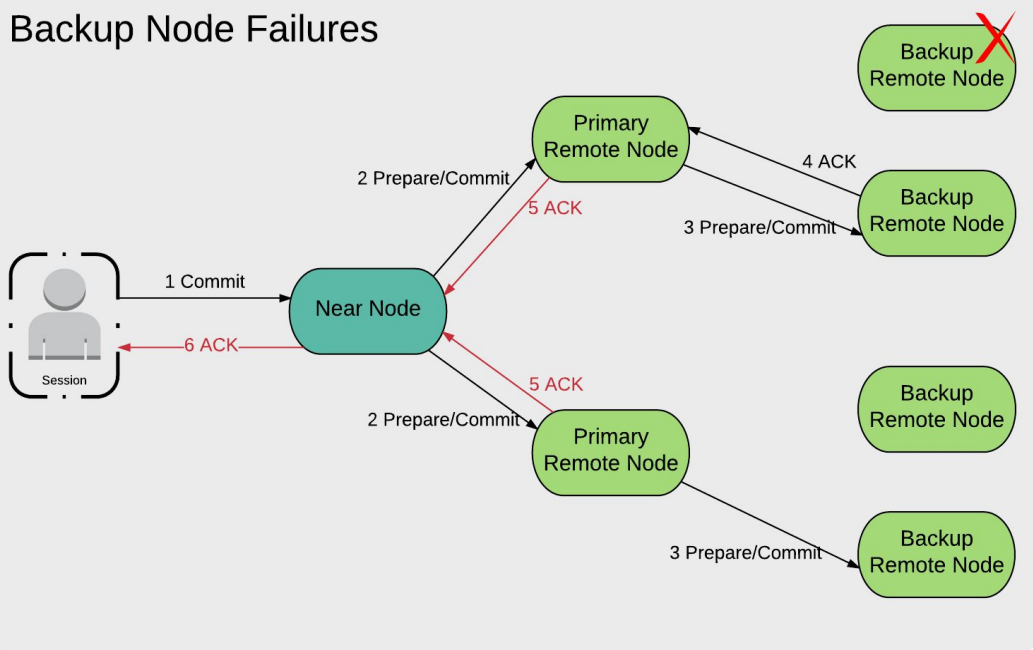 Backup Node Failures
Backup
Remote Node
Primary
Remote Node
4 ACK
2 Prepare/Commit
Backup
Remote Node
5 ACK
3 Prepare/Commit
1 Commit
Near Node
6 ACK
Session
5 ACK
Backup
Remote Node
2 Prepare/Commit
Primary
Remote Node
Backup
Remote Node
3 Prepare/Commit